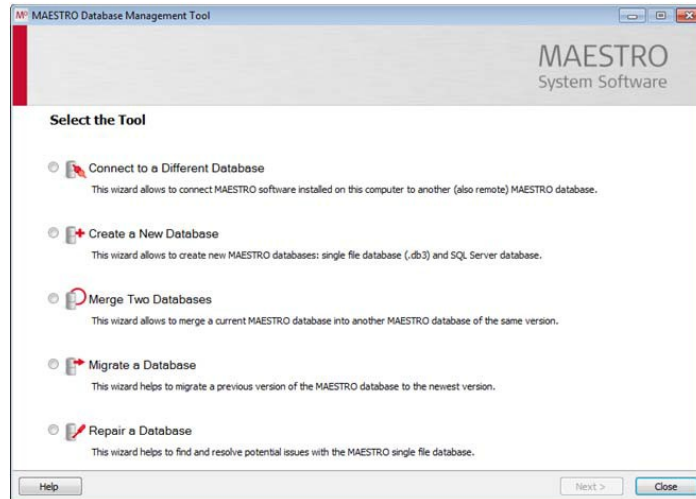 MAESTRO Database Management Tool
MAESTRO
System Software
Select the Tool
Connect to a Different Database
This wizard allows to connect MAESTRO software installed on this computer to another (also remote) MAESTRO database.
Create a New Database
This wizard allows to create new MAESTRO databases: single file database (.db3) and SQL Server database.
Merge Two Databases
This wizard allows to merge a current MAESTRO database into another MAESTRO database of the same version.
Migrate a Database
This wizard helps to migrate a previous version of the MAESTRO database to the newest version.
Repair a Database
This wizard helps to find and resolve potential issues with the MAESTRO single file database.
Help
Next >
Close